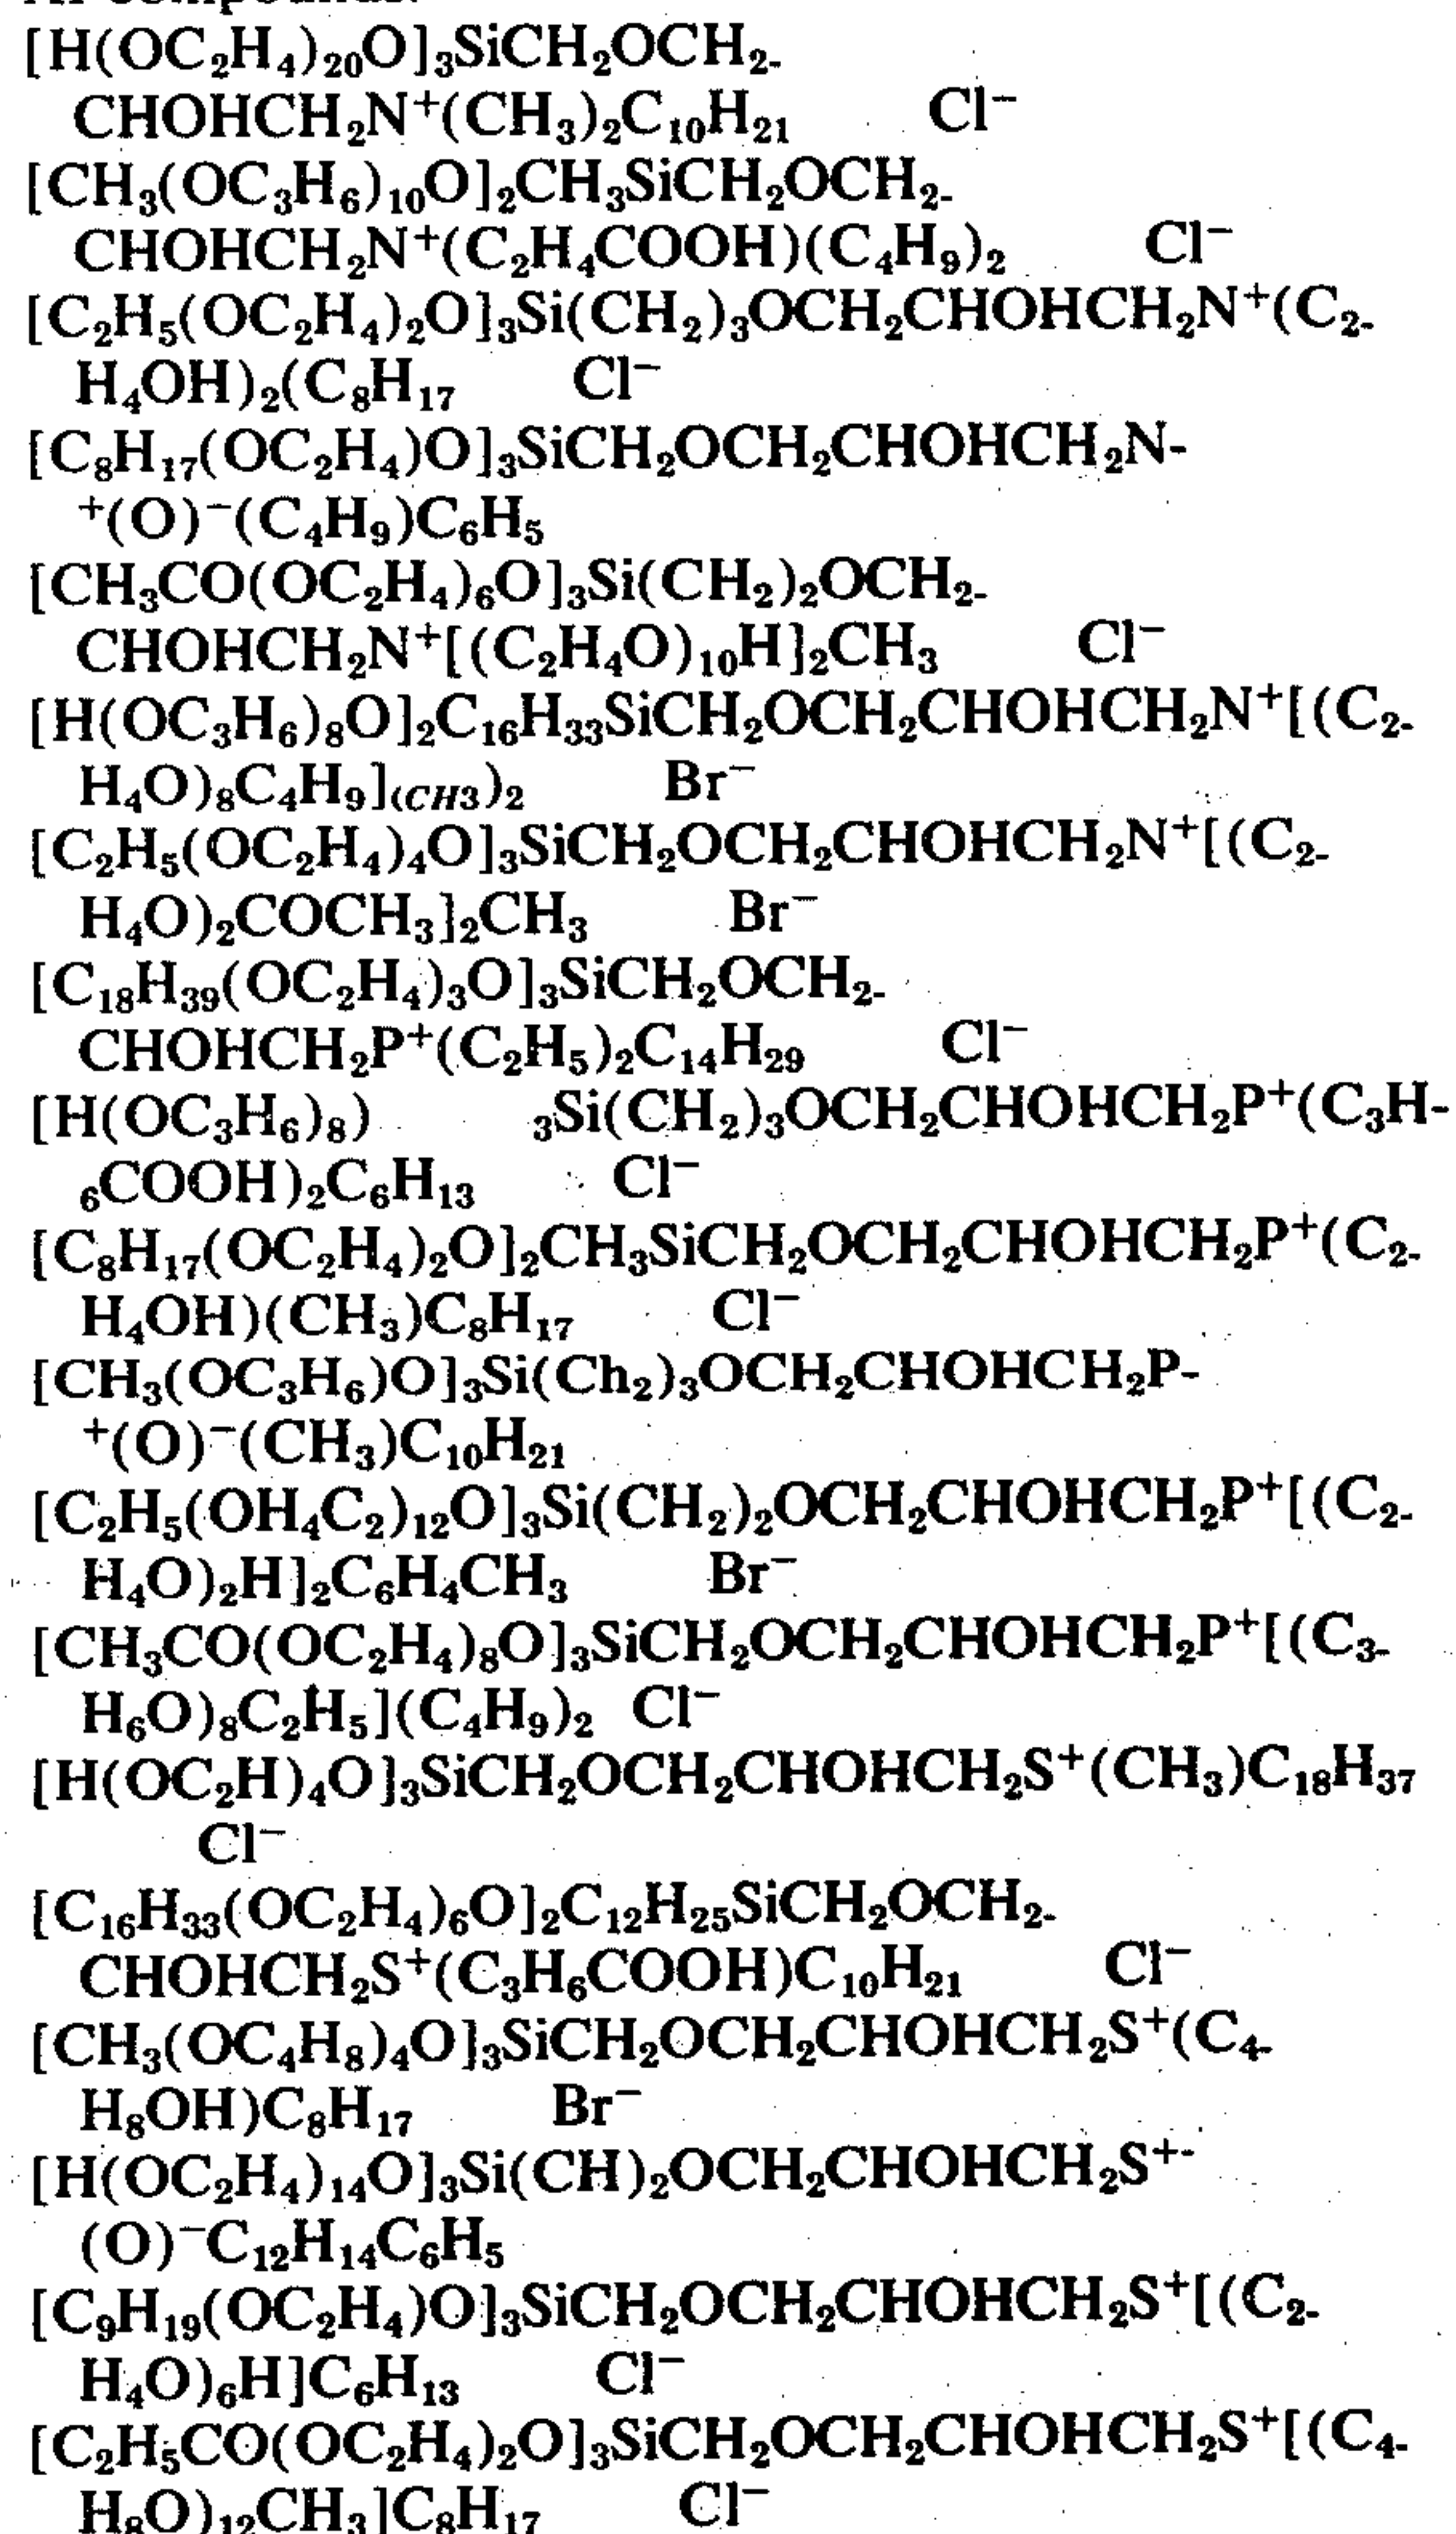 [H(OC₂H₄)₂₀O]₃SiCH₂OCH₂-
CHOHCH₂N⁺(CH₃)₂C₁₀H₂₁ Cl⁻
[CH₃(OC₃H₆)₁₀O]₂CH₃SiCH₂OCH₂-
CHOHCH₂N⁺(C₂H₄COOH)(C₄H₉)₂ Cl⁻
[C₂H₅(OC₂H₄)₂O]₃Si(CH₂)₃OCH₂CHOHCH₂N⁺(C₂-
H₄OH)₂(C₈H₁₇ Cl⁻
[C₈H₁₇(OC₂H₄)O]₃SiCH₂OCH₂CHOHCH₂N-
⁺(O)⁻(C₄H₉)C₆H₅
[CH₃CO(OC₂H₄)₆O]₃Si(CH₂)₂OCH₂-
CHOHCH₂N⁺[(C₂H₄O)₁₀H]₂CH₃ Cl⁻
[H(OC₃H₆)₈O]₂C₁₆H₃₃SiCH₂OCH₂CHOHCH₂N⁺[(C₂-
H₄O)₈C₄H₉](CH3)₂ Br⁻
[C₂H₅(OC₂H₄)₄O]₃SiCH₂OCH₂CHOHCH₂N⁺[(C₂-
H₄O)₂COCH₃]₂CH₃ Br⁻
[C₁₈H₃₉(OC₂H₄)₃O]₃SiCH₂OCH₂-
CHOHCH₂P⁺(C₂H₅)₂C₁₄H₂₉ Cl⁻
[H(OC₃H₆)₈) ₃Si(CH₂)₃OCH₂CHOHCH₂P⁺(C₃H-
₆COOH)₂C₆H₁₃ Cl⁻
[C₈H₁₇(OC₂H₄)₂O]₂CH₃SiCH₂OCH₂CHOHCH₂P⁺(C₂-
H₄OH)(CH₃)C₈H₁₇ Cl⁻
[CH₃(OC₃H₆)O]₃Si(Ch₂)₃OCH₂CHOHCH₂P-
⁺(O)⁻(CH₃)C₁₀H₂₁
[C₂H₅(OH₄C₂)₁₂O]₃Si(CH₂)₂OCH₂CHOHCH₂P⁺[(C₂-
H₄O)₂H]₂C₆H₄CH₃ Br⁻
[CH₃CO(OC₂H₄)₈O]₃SiCH₂OCH₂CHOHCH₂P⁺[(C₃-
H₆O)₈C₂H₅](C₄H₉)₂ Cl⁻
[H(OC₂H)₄O]₃SiCH₂OCH₂CHOHCH₂S⁺(CH₃)C₁₈H₃₇
Cl⁻
[C₁₆H₃₃(OC₂H₄)₆O]₂C₁₂H₂₅SiCH₂OCH₂-
CHOHCH₂S⁺(C₃H₆COOH)C₁₀H₂₁ Cl⁻
[CH₃(OC₄H₈)₄O]₃SiCH₂OCH₂CHOHCH₂S⁺(C₄-
H₈OH)C₈H₁₇ Br⁻
[H(OC₂H₄)₁₄O]₃Si(CH)₂OCH₂CHOHCH₂S⁺-
(O)⁻C₁₂H₁₄C₆H₅
[C₉H₁₉(OC₂H₄)O]₃SiCH₂OCH₂CHOHCH₂S⁺[(C₂-
H₄O)₆H]C₆H₁₃ Cl⁻
[C₂H₅CO(OC₂H₄)₂O]₃SiCH₂OCH₂CHOHCH₂S⁺[(C₄-
H₈O)₁₂CH₃]C₈H₁₇ Cl⁻